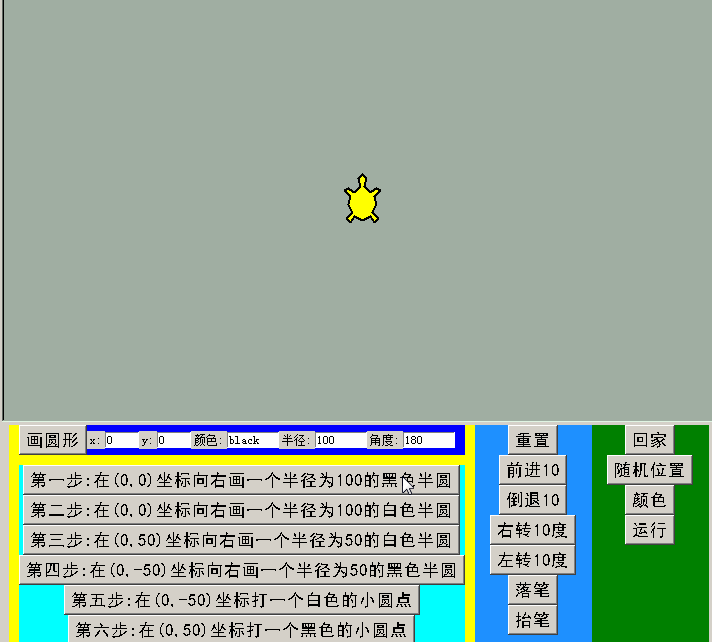 画圆形 x: 0 y: 0 颜色: black 半径: 100 角度: 180
第一步:在(0,0)坐标向右画一个半径为100的黑色半圆
第二步:在(0,0)坐标向右画一个半径为100的白色半圆
第三步:在(0,50)坐标向右画一个半径为50的白色半圆
第四步:在(0,-50)坐标向右画一个半径为50的黑色半圆
第五步:在(0,-50)坐标打一个白色的小圆点
第六步:在(0,50)坐标打一个黑色的小圆点
重置
前进10
倒退10
右转10度
左转10度
落笔
抬笔
回家
随机位置
颜色
运行